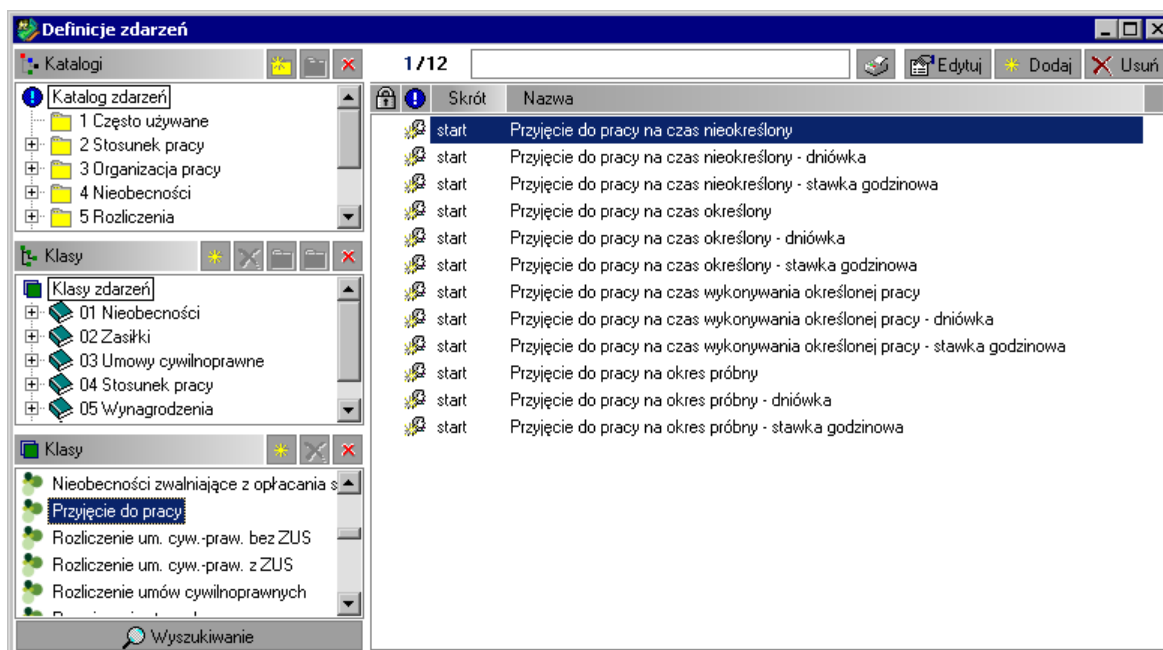 Definicje zdarzeń
Katalogi
Katalog zdarzeń
1 Często używane
2 Stosunek pracy
3 Organizacja pracy
4 Nieobecności
5 Rozliczenia
Klasy
Klasy zdarzeń
01 Nieobecności
02 Zasiłki
03 Umowy cywilnoprawne
04 Stosunek pracy
05 Wynagrodzenia
Klasy
Nieobecności zwalniające z opłacania s
Przyjęcie do pracy
Rozliczenie um. cyw.-praw. bez ZUS
Rozliczenie um. cyw.-praw. z ZUS
Rozliczenie umów cywilnoprawnych
Wyszukiwanie
1/12 Edytuj Dodaj Usuń
Skrót Nazwa
start Przyjęcie do pracy na czas nieokreślony
start Przyjęcie do pracy na czas nieokreślony - dniówka
start Przyjęcie do pracy na czas nieokreślony - stawka godzinowa
start Przyjęcie do pracy na czas określony
start Przyjęcie do pracy na czas określony - dniówka
start Przyjęcie do pracy na czas określony - stawka godzinowa
start Przyjęcie do pracy na czas wykonywania określonej pracy
start Przyjęcie do pracy na czas wykonywania określonej pracy - dniówka
start Przyjęcie do pracy na czas wykonywania określonej pracy - stawka godzinowa
start Przyjęcie do pracy na okres próbny
start Przyjęcie do pracy na okres próbny - dniówka
start Przyjęcie do pracy na okres próbny - stawka godzinowa